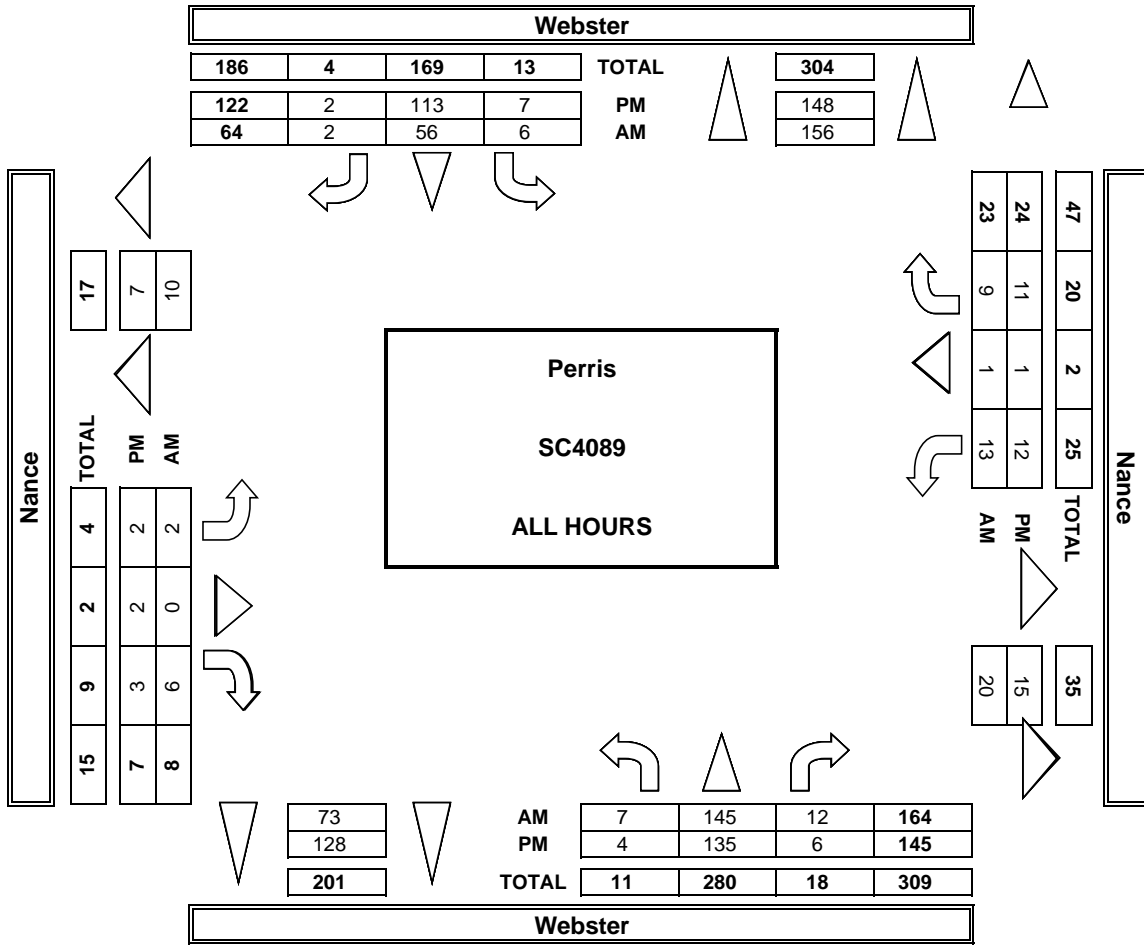 Webster
186 4 169 13 TOTAL 304
122 2 113 7 PM 148
64 2 56 6 AM 156
Nance
17 7 10
TOTAL PM AM
4 2 2
2 2 0
9 3 6
15 7 8
Perris
SC4089
ALL HOURS
23 24 47
9 11 20
1 1 2
13 12 25
AM PM TOTAL
20 15 35
Nance
73 AM 7 145 12 164
128 PM 4 135 6 145
201 TOTAL 11 280 18 309
Webster